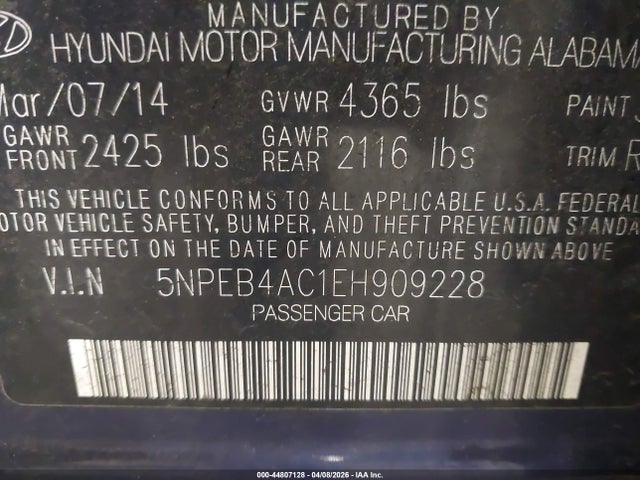 MANUFACTURED BY
HYUNDAI MOTOR MANUFACTURING ALABAMA
Mar/07/14 GVWR 4365 lbs PAINT
GAWR FRONT 2425 lbs GAWR REAR 2116 lbs TRIM R
THIS VEHICLE CONFORMS TO ALL APPLICABLE U.S.A. FEDERAL
MOTOR VEHICLE SAFETY, BUMPER, AND THEFT PREVENTION STANDA
IN EFFECT ON THE DATE OF MANUFACTURE SHOWN ABOVE
V.I.N 5NPEB4AC1EH909228
PASSENGER CAR
000-44807128 - 04/08/2026 - IAA Inc.